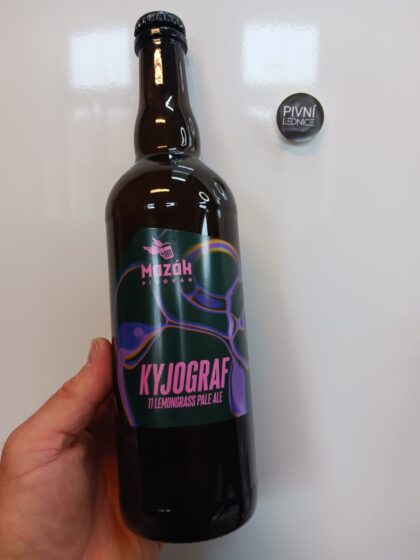 PIVNÍ
LEDNICE
Mazák
PIVOVAR
KYJOGRAF
11 LEMONGRASS PALE ALE